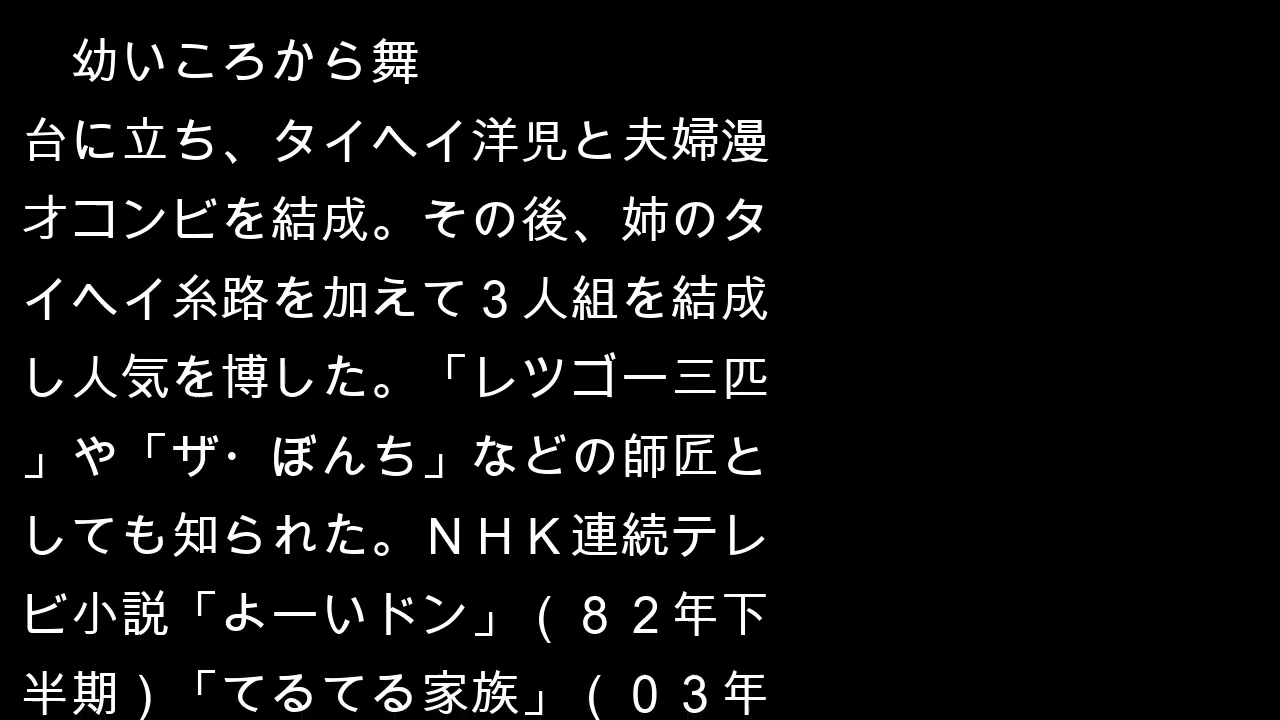 幼いころから舞
台に立ち、タイヘイ洋児と夫婦漫
才コンビを結成。その後、姉のタ
イヘイ糸路を加えて３人組を結成
し人気を博した。「レツゴー三匹
」や「ザ・ぼんち」などの師匠と
しても知られた。ＮＨＫ連続テレ
ビ小説「よーいドン」（８２年下
半期）「てるてる家族」（０３年